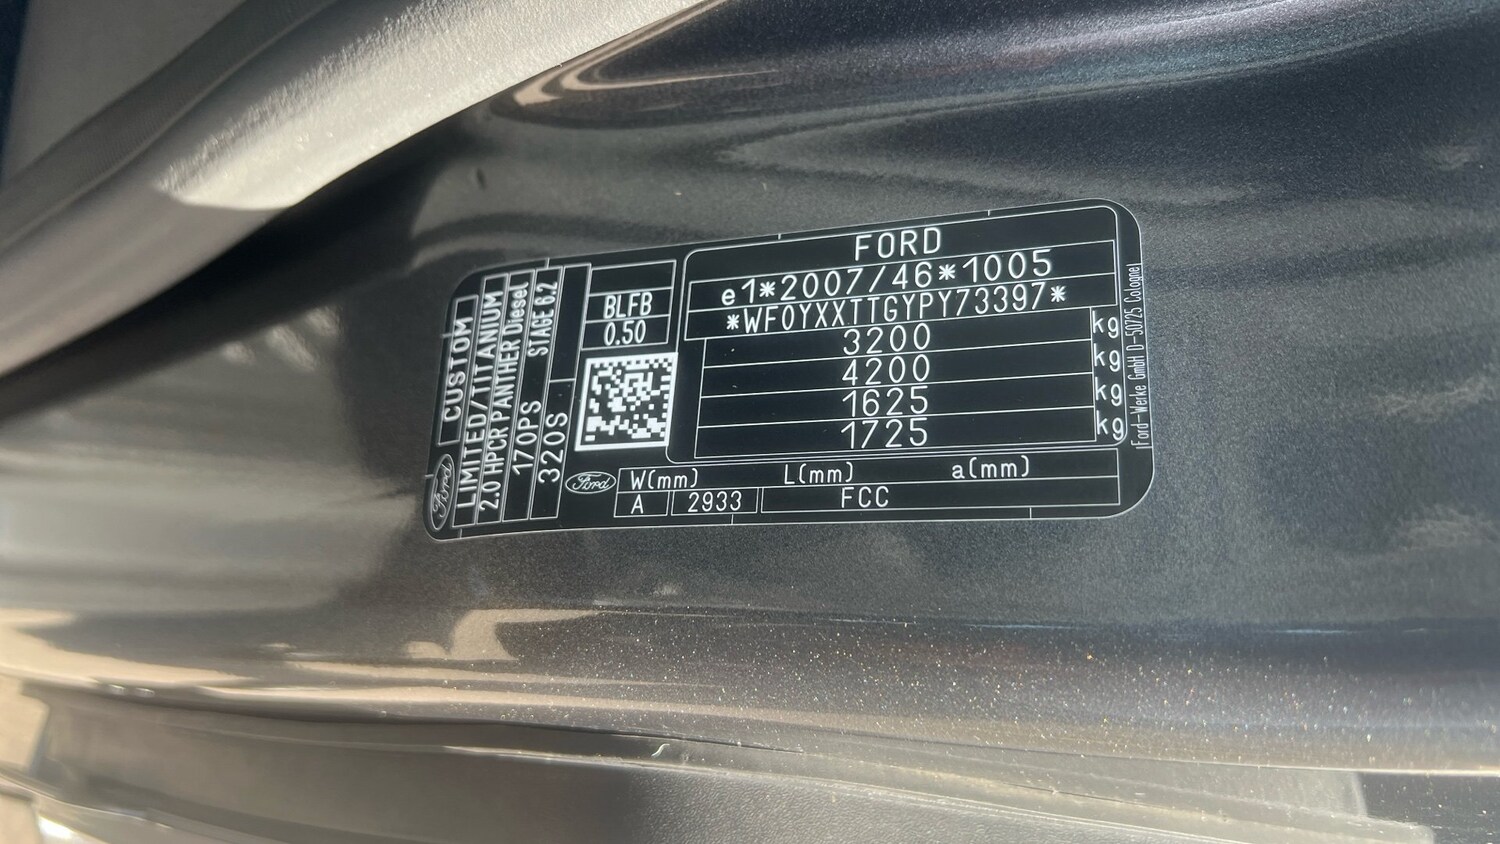 FORD
e1*2007/46*1005
*WF0YXXTTGYPY73397*
3200 kg
4200 kg
1625 kg
1725 kg
W(mm) L(mm) a(mm)
A 2933 FCC
BLFB
0.50
Ford
Ford CUSTOM
LIMITED/TITANIUM
2.0 HPCR PANTHER Diesel
170PS STAGE 6.2
320S
Ford-Werke GmbH D-50725 Cologne